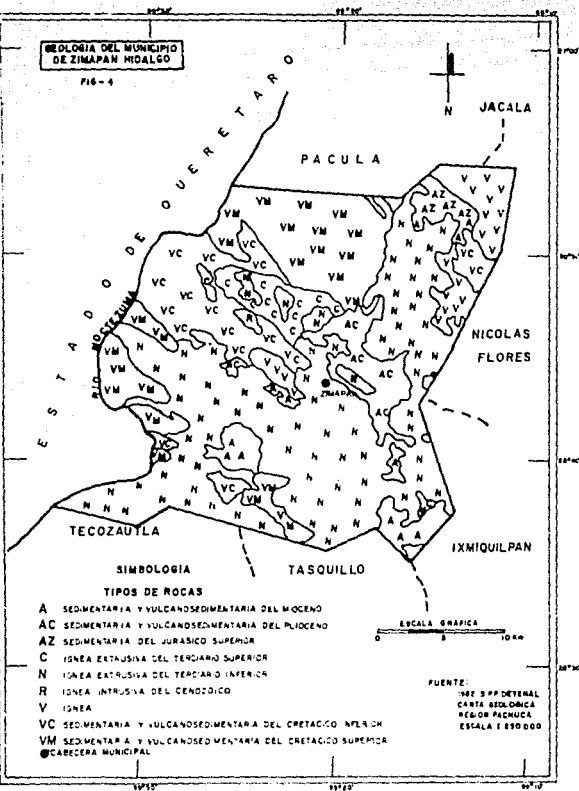 GEOLOGIA DEL MUNICIPIO
DE ZIMAPAN HIDALGO
FIG-4
ESTADO DE QUERETARO
RIO MOCTEZUMA
PACULA
N
JACALA
NICOLAS
FLORES
ZIMAPAN
TECOZAUTLA
TASQUILLO
IXMIQUILPAN
SIMBOLOGIA
TIPOS DE ROCAS
A SEDIMENTARIA Y VULCANOSEDIMENTARIA DEL MIOCENO
AC SEDIMENTARIA Y VULCANOSEDIMENTARIA DEL PLIOCENO
AZ SEDIMENTARIA DEL JURASICO SUPERIOR
C IGNEA EXTRUSIVA DEL TERCIARIO SUPERIOR
N IGNEA EXTRUSIVA DEL TERCIARIO INFERIOR
R IGNEA INTRUSIVA DEL CENOZOICO
V IGNEA
VC SEDIMENTARIA Y VULCANOSEDIMENTARIA DEL CRETACICO INFERIOR
VM SEDIMENTARIA Y VULCANOSEDIMENTARIA DEL CRETACICO SUPERIOR
CABECERA MUNICIPAL
ESCALA GRAFICA
0 5 10 Km
FUENTE:
1982 S P P DETENAL
CARTA GEOLOGICA
REGION PACHUCA
ESCALA 1 250 000